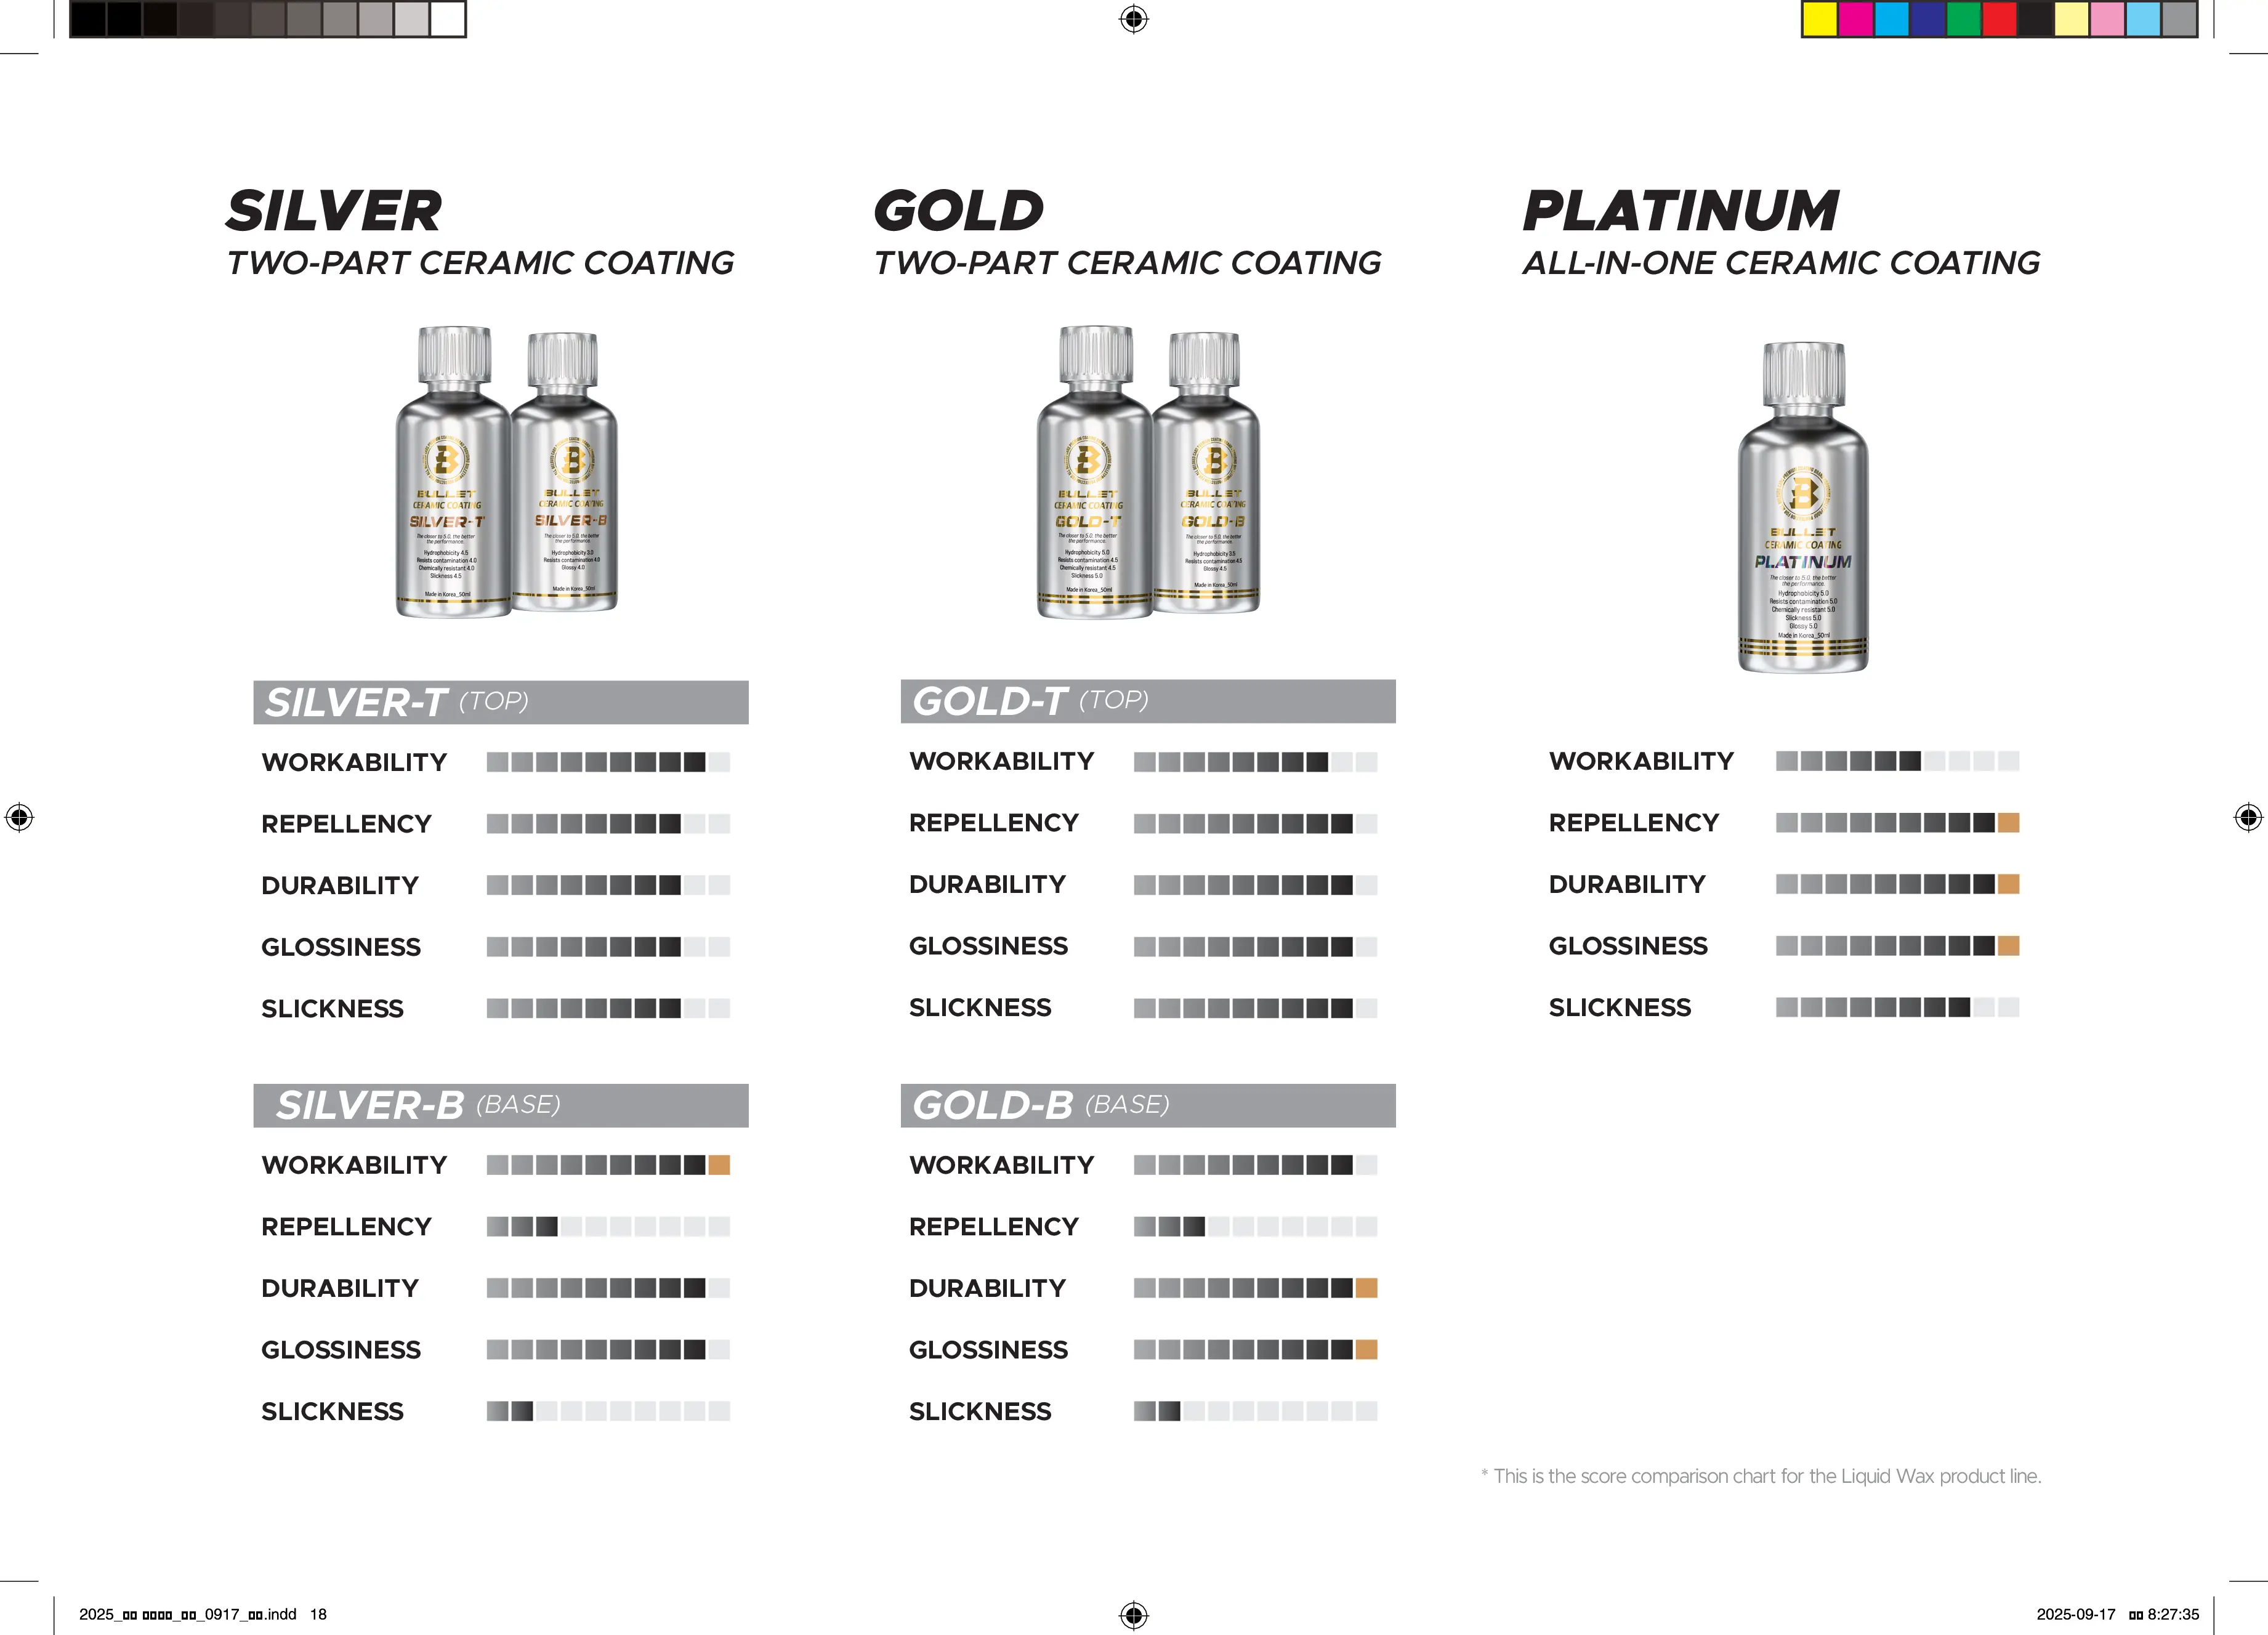 SILVER
TWO-PART CERAMIC COATING
BULLET
CERAMIC COATING
SILVER-T
The closer to 5.0, the better
the performance.
Hydrophobicity 4.5
Resists contamination 4.0
Chemically resistant 4.0
Slickness 4.5
Made in Korea_50ml
BULLET
CERAMIC COATING
SILVER-B
The closer to 5.0, the better
the performance.
Hydrophobicity 3.0
Resists contamination 4.0
Glossy 4.0
Made in Korea_50ml
SILVER-T (TOP)
WORKABILITY
REPELLENCY
DURABILITY
GLOSSINESS
SLICKNESS
SILVER-B (BASE)
WORKABILITY
REPELLENCY
DURABILITY
GLOSSINESS
SLICKNESS
GOLD
TWO-PART CERAMIC COATING
BULLET
CERAMIC COATING
GOLD-T
The closer to 5.0, the better
the performance.
Hydrophobicity 5.0
Resists contamination 4.5
Chemically resistant 4.5
Slickness 5.0
Made in Korea_50ml
BULLET
CERAMIC COATING
GOLD-B
The closer to 5.0, the better
the performance.
Hydrophobicity 3.5
Resists contamination 4.5
Glossy 4.5
Made in Korea_50ml
GOLD-T (TOP)
WORKABILITY
REPELLENCY
DURABILITY
GLOSSINESS
SLICKNESS
GOLD-B (BASE)
WORKABILITY
REPELLENCY
DURABILITY
GLOSSINESS
SLICKNESS
PLATINUM
ALL-IN-ONE CERAMIC COATING
BULLET
CERAMIC COATING
PLATINUM
The closer to 5.0, the better
the performance.
Hydrophobicity 5.0
Resists contamination 5.0
Chemically resistant 5.0
Slickness 5.0
Glossy 5.0
Made in Korea_50ml
WORKABILITY
REPELLENCY
DURABILITY
GLOSSINESS
SLICKNESS
* This is the score comparison chart for the Liquid Wax product line.
2025_□□ □□□□_□□_0917_□□.indd 18
2025-09-17 □□ 8:27:35